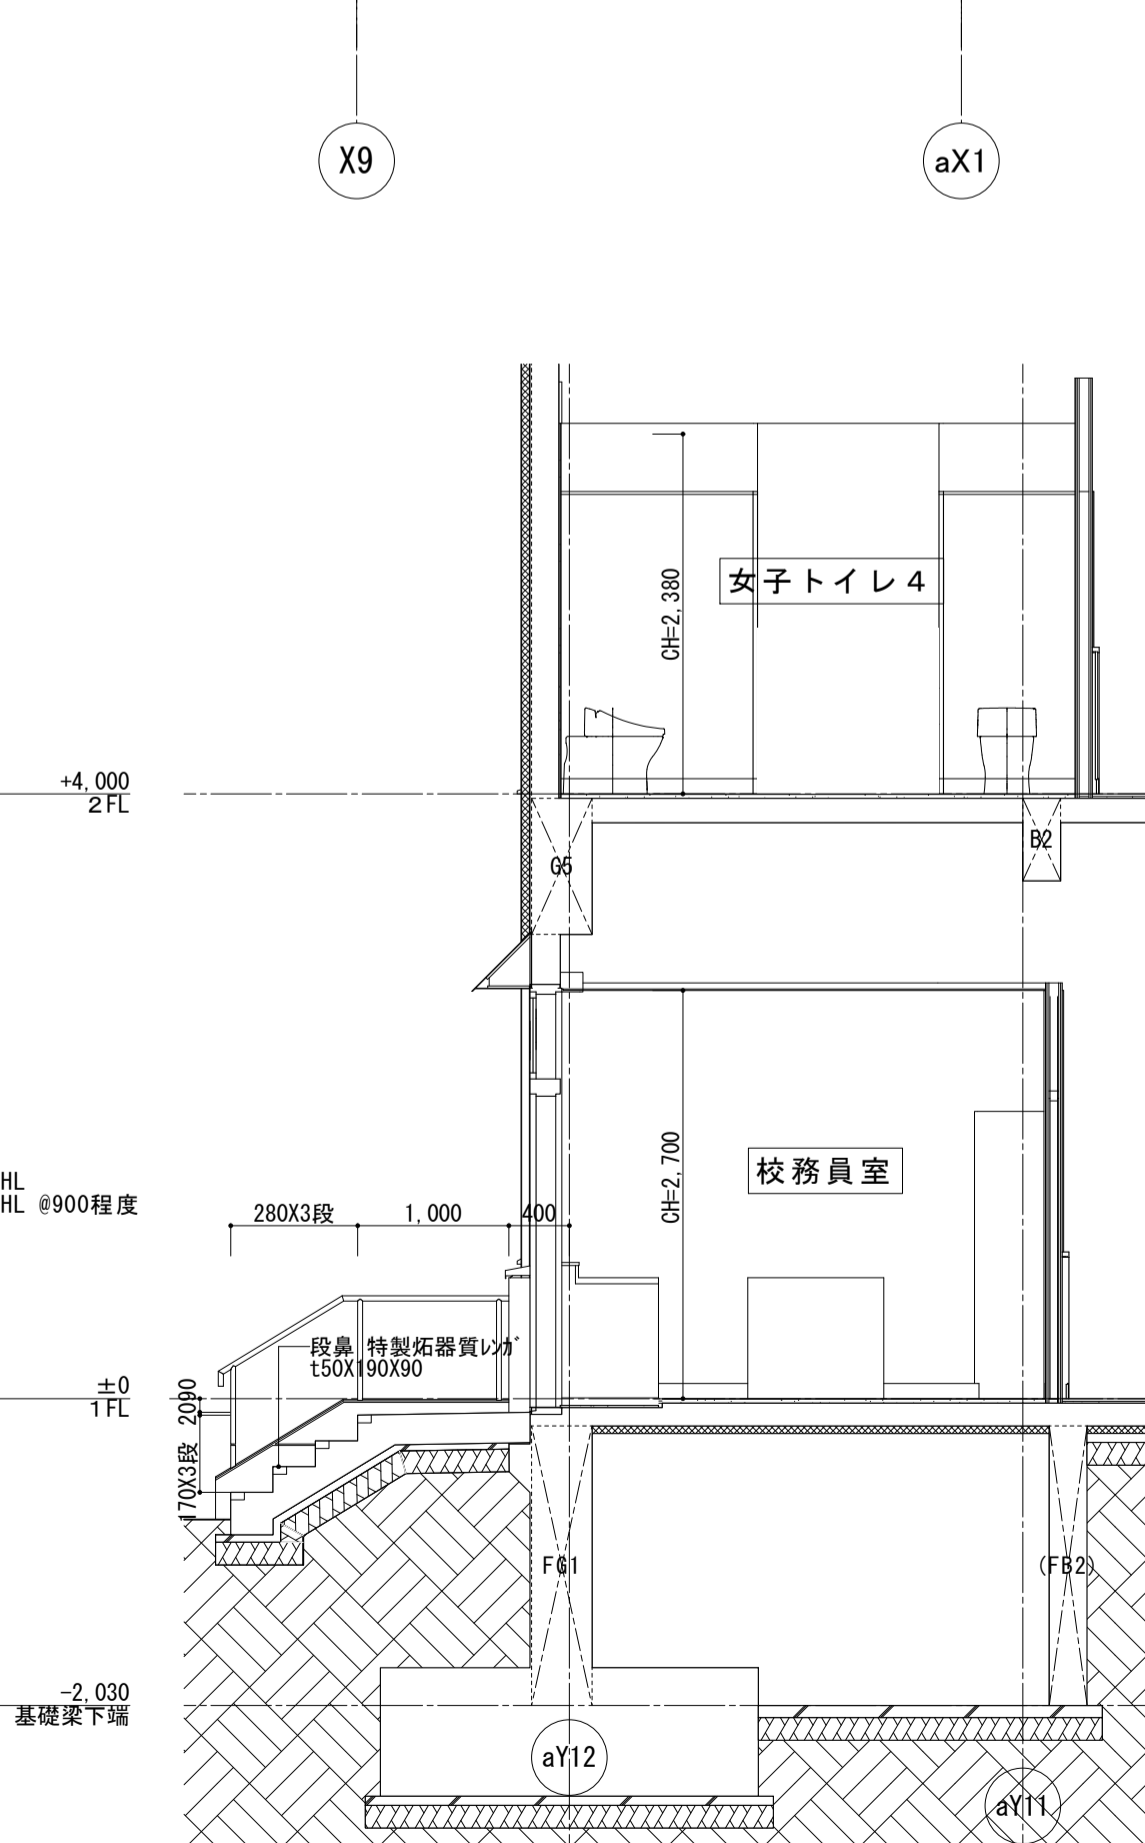 X9
aX1
女子トイレ4
CH=2,380
+4,000
2FL
G5
B2
CH=2,700
校務員室
HL
HL @900程度
280X3段
1,000
400
段鼻 特製炻器質ﾚﾝｶﾞ
t50X190X90
±0
1FL
2090
170X3段
FG1
(FB2)
-2,030
基礎梁下端
aY12
aY11